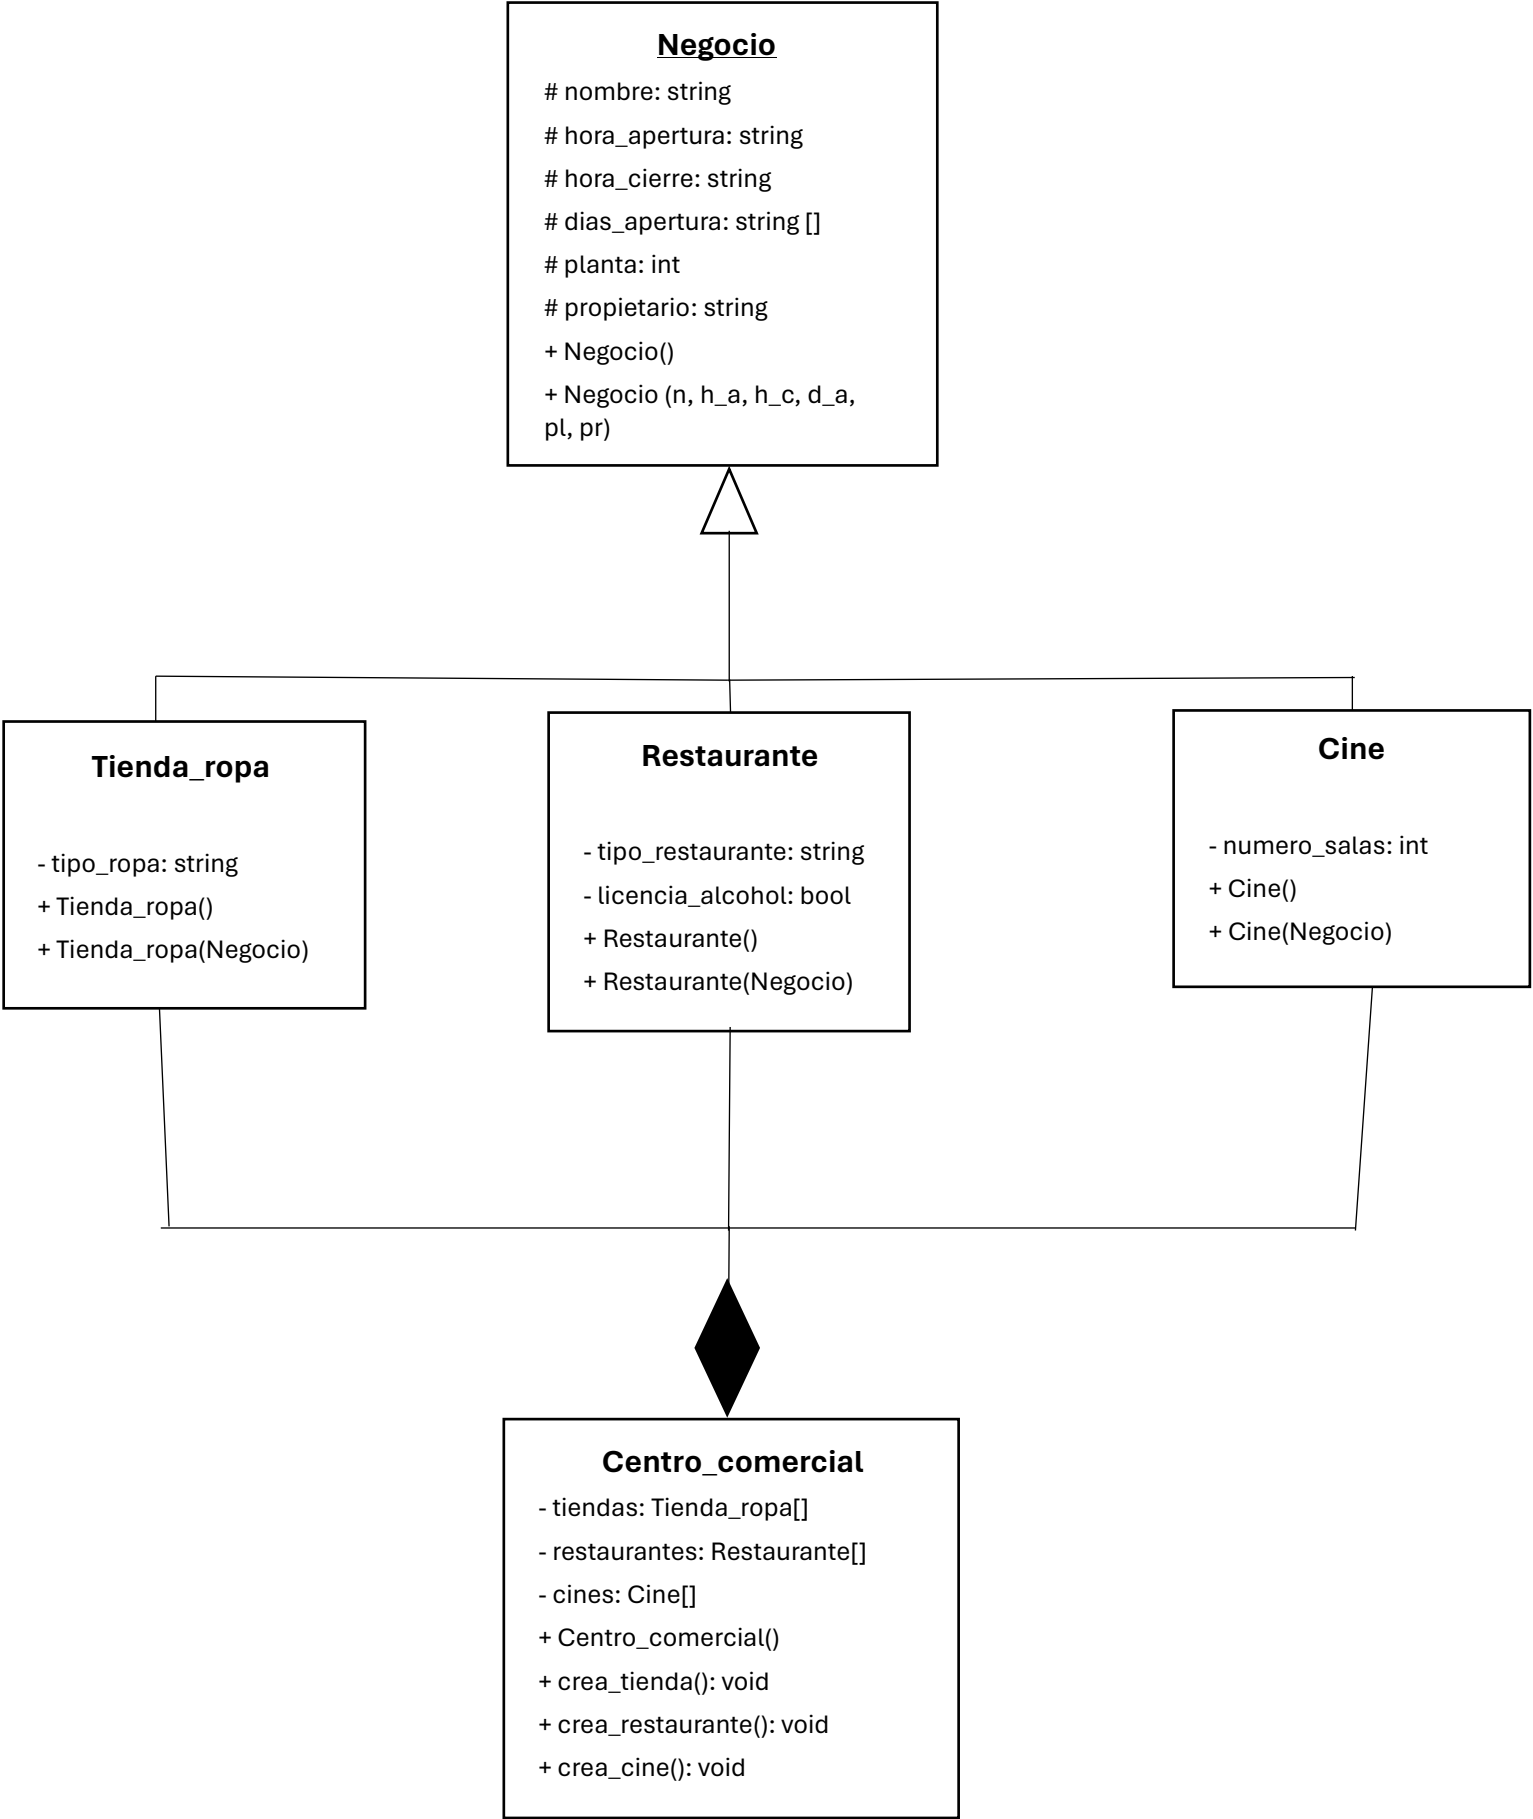 Negocio
# nombre: string
# hora_apertura: string
# hora_cierre: string
# dias_apertura: string []
# planta: int
# propietario: string
+ Negocio()
+ Negocio (n, h_a, h_c, d_a,
pl, pr)
Tienda_ropa
- tipo_ropa: string
+ Tienda_ropa()
+ Tienda_ropa(Negocio)
Restaurante
- tipo_restaurante: string
- licencia_alcohol: bool
+ Restaurante()
+ Restaurante(Negocio)
Cine
- numero_salas: int
+ Cine()
+ Cine(Negocio)
Centro_comercial
- tiendas: Tienda_ropa[]
- restaurantes: Restaurante[]
- cines: Cine[]
+ Centro_comercial()
+ crea_tienda(): void
+ crea_restaurante(): void
+ crea_cine(): void